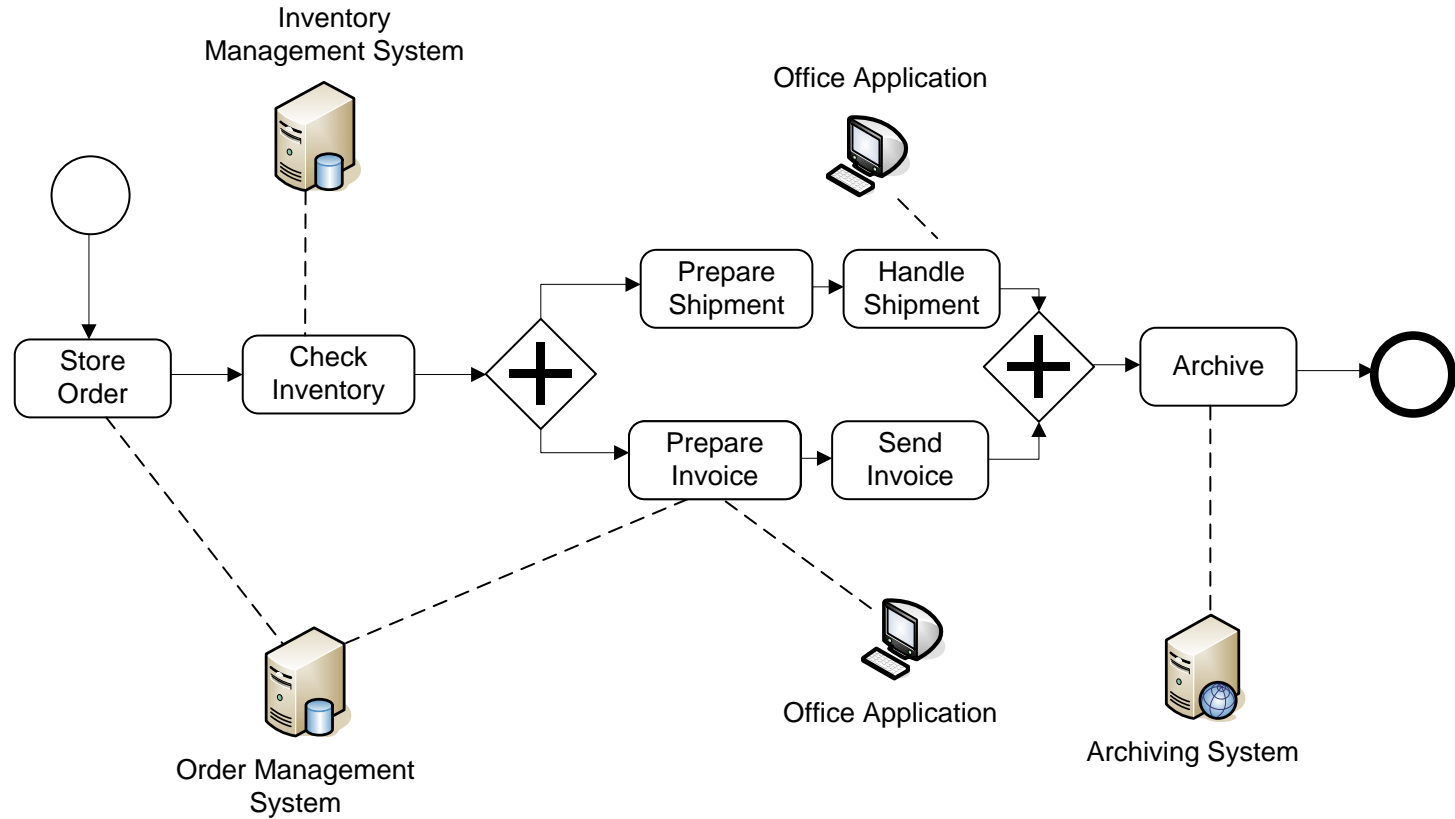 Inventory
Management System
Office Application
Prepare
Shipment
Handle
Shipment
Store
Order
Check
Inventory
Archive
Prepare
Invoice
Send
Invoice
Office Application
Order Management
System
Archiving System